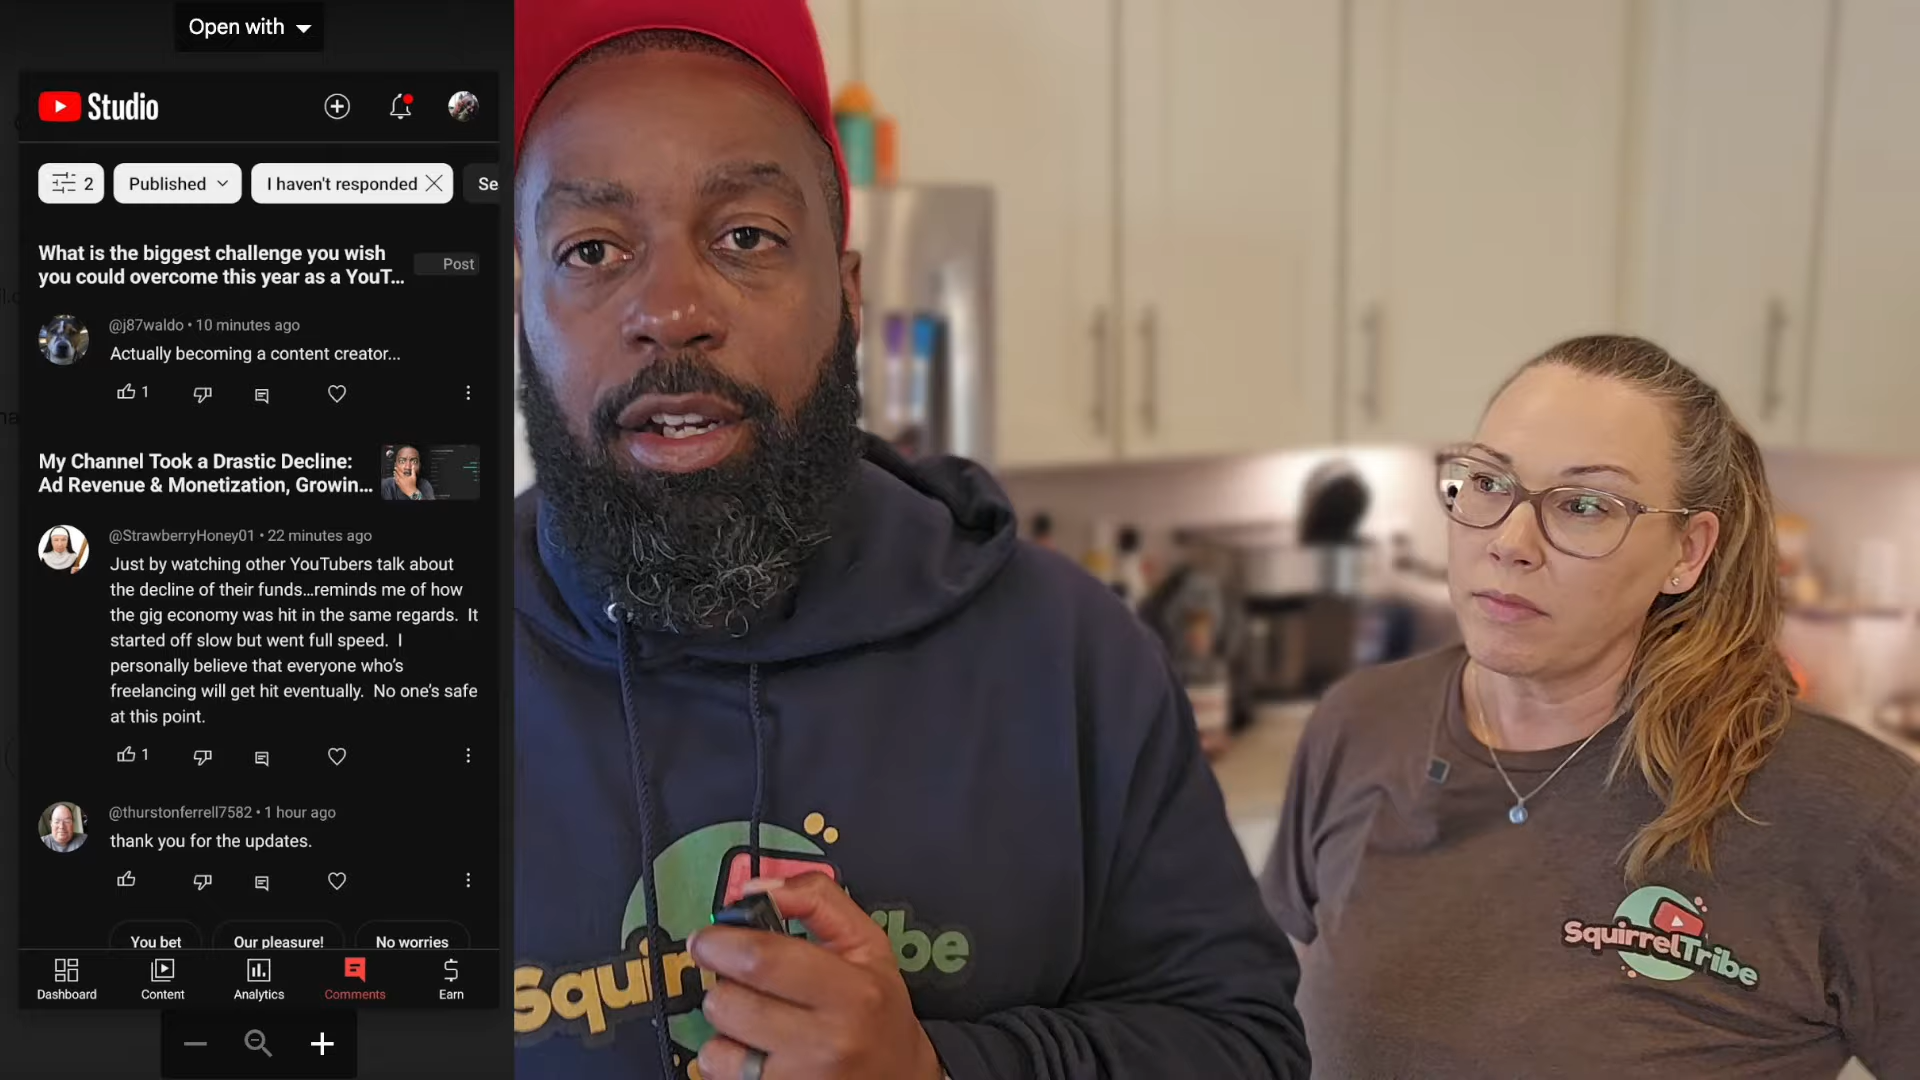 Open with
Studio
2
Published
I haven't responded
Se
What is the biggest challenge you wish
you could overcome this year as a YouT...
Post
@j87waldo • 10 minutes ago
Actually becoming a content creator...
1
My Channel Took a Drastic Decline:
Ad Revenue & Monetization, Growin...
@StrawberryHoney01 • 22 minutes ago
Just by watching other YouTubers talk about
the decline of their funds...reminds me of how
the gig economy was hit in the same regards. It
started off slow but went full speed. I
personally believe that everyone who's
freelancing will get hit eventually. No one's safe
at this point.
1
@thurstonferrell7582 • 1 hour ago
thank you for the updates.
You bet
Our pleasure!
No worries
Dashboard
Content
Analytics
Comments
Earn
Squir
ibe
SquirrelTribe